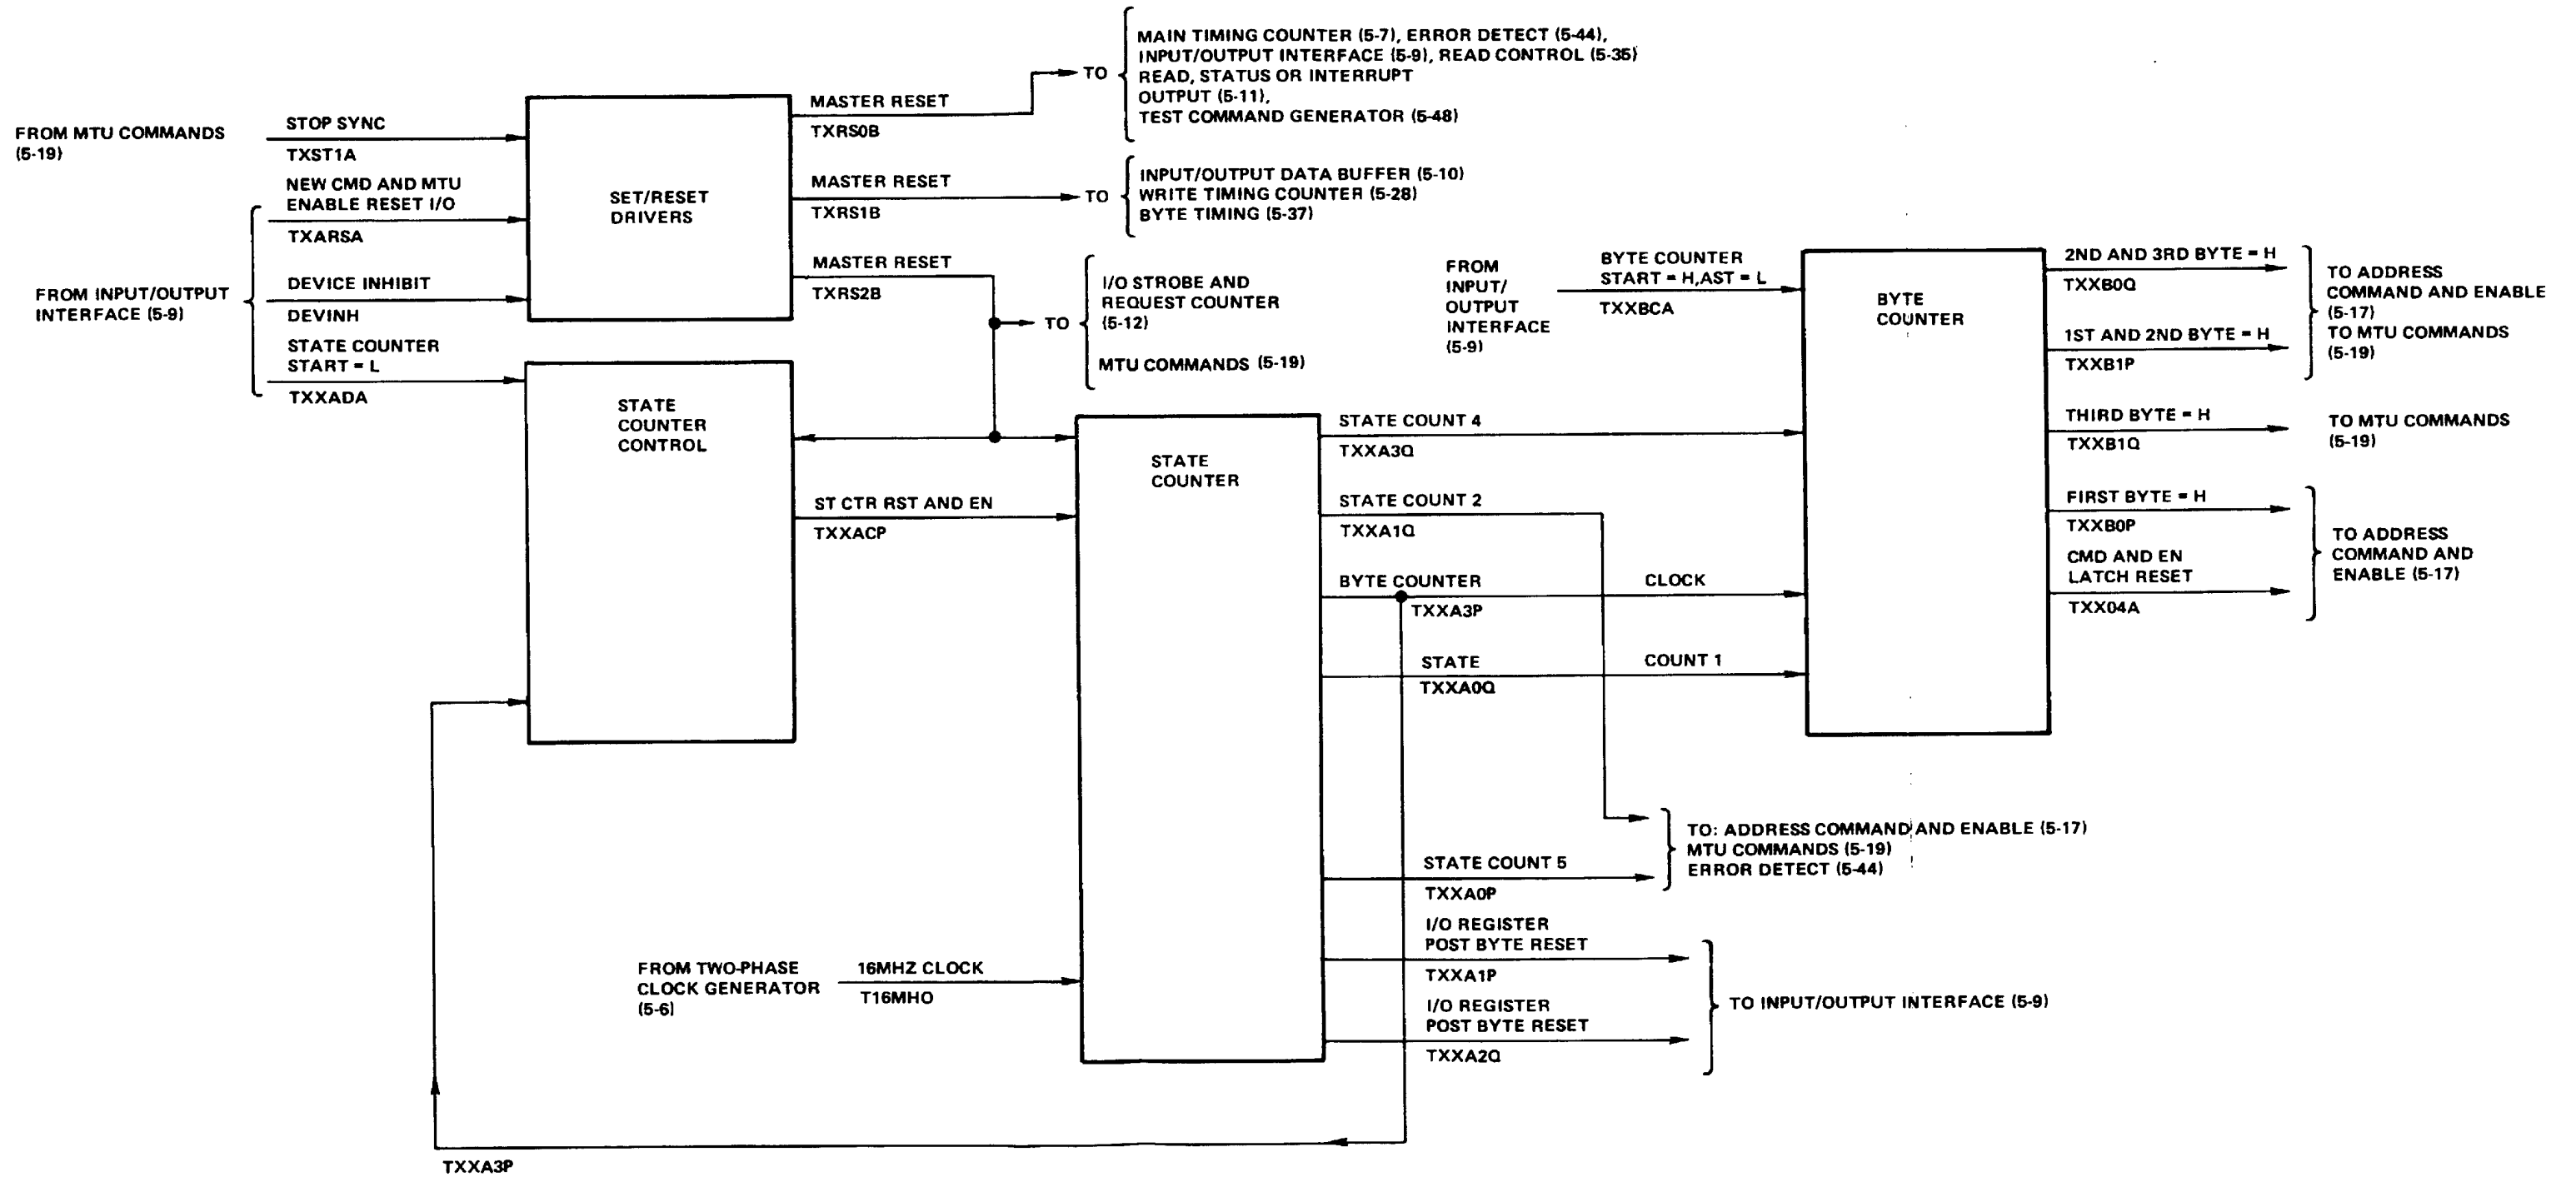 MAIN TIMING COUNTER (5-7), ERROR DETECT (5-44),
INPUT/OUTPUT INTERFACE (5-9), READ CONTROL (5-35)
READ, STATUS OR INTERRUPT
OUTPUT (5-11),
TEST COMMAND GENERATOR (5-48)
TO
MASTER RESET
TXRS0B
FROM MTU COMMANDS
(5-19)
STOP SYNC
TXST1A
NEW CMD AND MTU
ENABLE RESET I/O
TXARSA
SET/RESET
DRIVERS
MASTER RESET
TXRS1B
TO
INPUT/OUTPUT DATA BUFFER (5-10)
WRITE TIMING COUNTER (5-28)
BYTE TIMING (5-37)
FROM INPUT/OUTPUT
INTERFACE (5-9)
DEVICE INHIBIT
DEVINH
STATE COUNTER
START = L
TXXADA
MASTER RESET
TXRS2B
TO
I/O STROBE AND
REQUEST COUNTER
(5-12)
MTU COMMANDS (5-19)
FROM
INPUT/
OUTPUT
INTERFACE
(5-9)
BYTE COUNTER
START = H,AST = L
TXXBCA
BYTE
COUNTER
2ND AND 3RD BYTE = H
TXXB0Q
1ST AND 2ND BYTE = H
TXXB1P
TO ADDRESS
COMMAND AND ENABLE
(5-17)
TO MTU COMMANDS
(5-19)
THIRD BYTE = H
TXXB1Q
TO MTU COMMANDS
(5-19)
FIRST BYTE = H
TXXB0P
CMD AND EN
LATCH RESET
TXX04A
TO ADDRESS
COMMAND AND
ENABLE (5-17)
STATE
COUNTER
CONTROL
ST CTR RST AND EN
TXXACP
STATE
COUNTER
STATE COUNT 4
TXXA3Q
STATE COUNT 2
TXXA1Q
BYTE COUNTER CLOCK
TXXA3P
STATE COUNT 1
TXXA0Q
TO: ADDRESS COMMAND AND ENABLE (5-17)
MTU COMMANDS (5-19)
ERROR DETECT (5-44)
STATE COUNT 5
TXXA0P
I/O REGISTER
POST BYTE RESET
TXXA1P
I/O REGISTER
POST BYTE RESET
TXXA2Q
TO INPUT/OUTPUT INTERFACE (5-9)
FROM TWO-PHASE
CLOCK GENERATOR
(5-6)
16MHZ CLOCK
T16MHO
TXXA3P